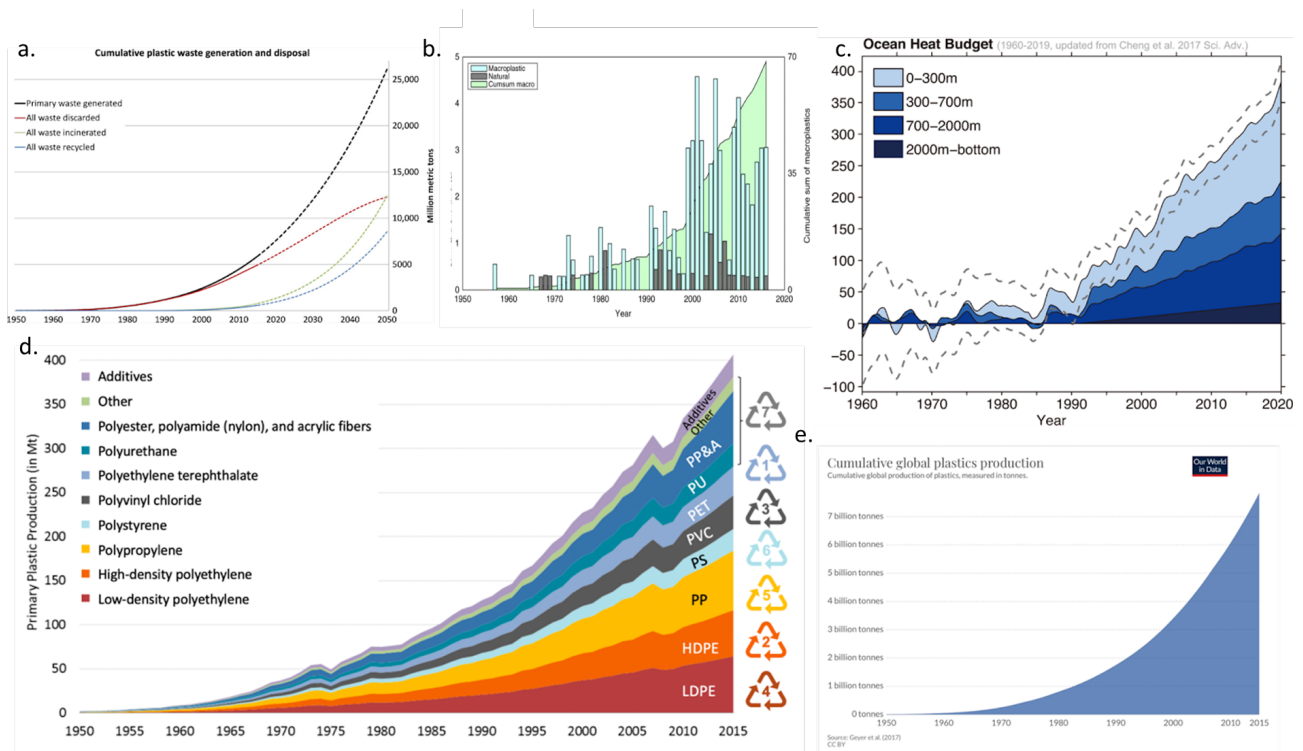 a.
Cumulative plastic waste generation and disposal
Primary waste generated
All waste discarded
All waste incinerated
All waste recycled
25,000
20,000
15,000
10,000
5000
0
Million metric tons
1950 1960 1970 1980 1990 2000 2010 2020 2030 2040 2050
b.
Macroplastic
Natural
Cumsum macro
5
4
3
2
1
0
70
35
0
Cumulative sum of macroplastics
1950 1960 1970 1980 1990 2000 2010 2020
Year
c.
Ocean Heat Budget (1960-2019, updated from Cheng et al. 2017 Sci. Adv.)
0-300m
300-700m
700-2000m
2000m-bottom
400
350
300
250
200
150
100
50
0
-50
-100
1960 1970 1980 1990 2000 2010 2020
Year
d.
Primary Plastic Production (in Mt)
400
350
300
250
200
150
100
50
0
Additives
Other
Polyester, polyamide (nylon), and acrylic fibers
Polyurethane
Polyethylene terephthalate
Polyvinyl chloride
Polystyrene
Polypropylene
High-density polyethylene
Low-density polyethylene
Additives
Other
PP&A
PU
PET
PVC
PS
PP
HDPE
LDPE
7
1
3
6
5
2
4
1950 1955 1960 1965 1970 1975 1980 1985 1990 1995 2000 2005 2010 2015
e.
Cumulative global plastics production
Cumulative global production of plastics, measured in tonnes.
Our World
in Data
7 billion tonnes
6 billion tonnes
5 billion tonnes
4 billion tonnes
3 billion tonnes
2 billion tonnes
1 billion tonnes
0 tonnes
1950 1960 1970 1980 1990 2000 2010 2015
Source: Geyer et al. (2017)
CC BY